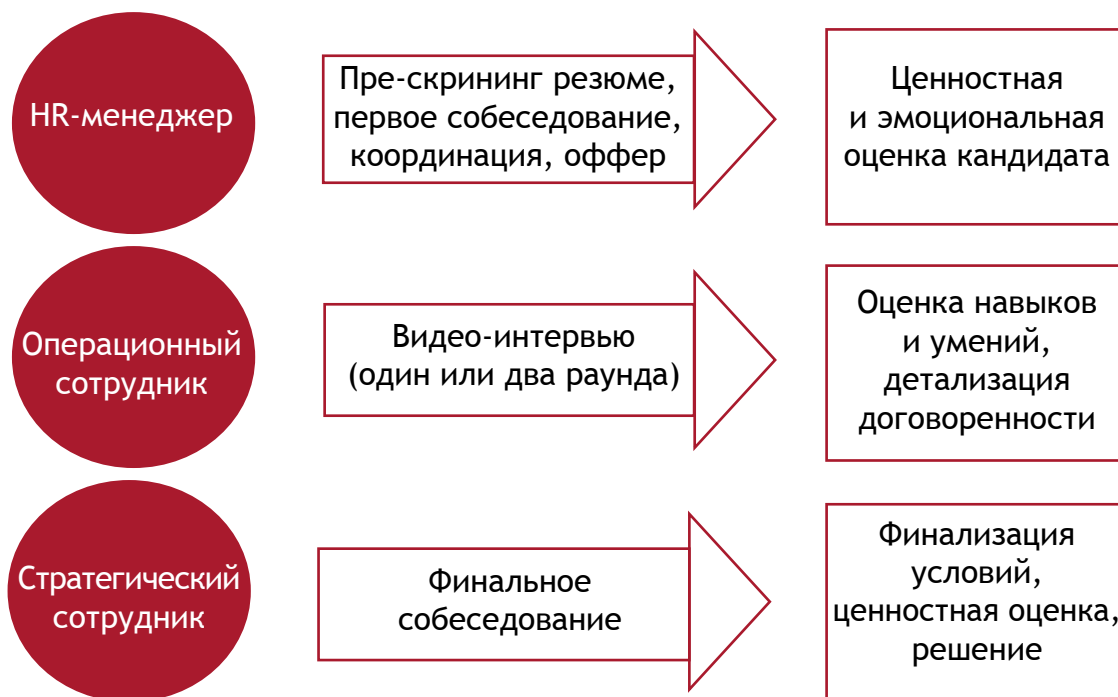 HR-менеджер
Пре-скрининг резюме,
первое собеседование,
координация, оффер
Ценностная
и эмоциональная
оценка кандидата
Операционный
сотрудник
Видео-интервью
(один или два раунда)
Оценка навыков
и умений,
детализация
договоренности
Стратегический
сотрудник
Финальное
собеседование
Финализация
условий,
ценностная оценка,
решение